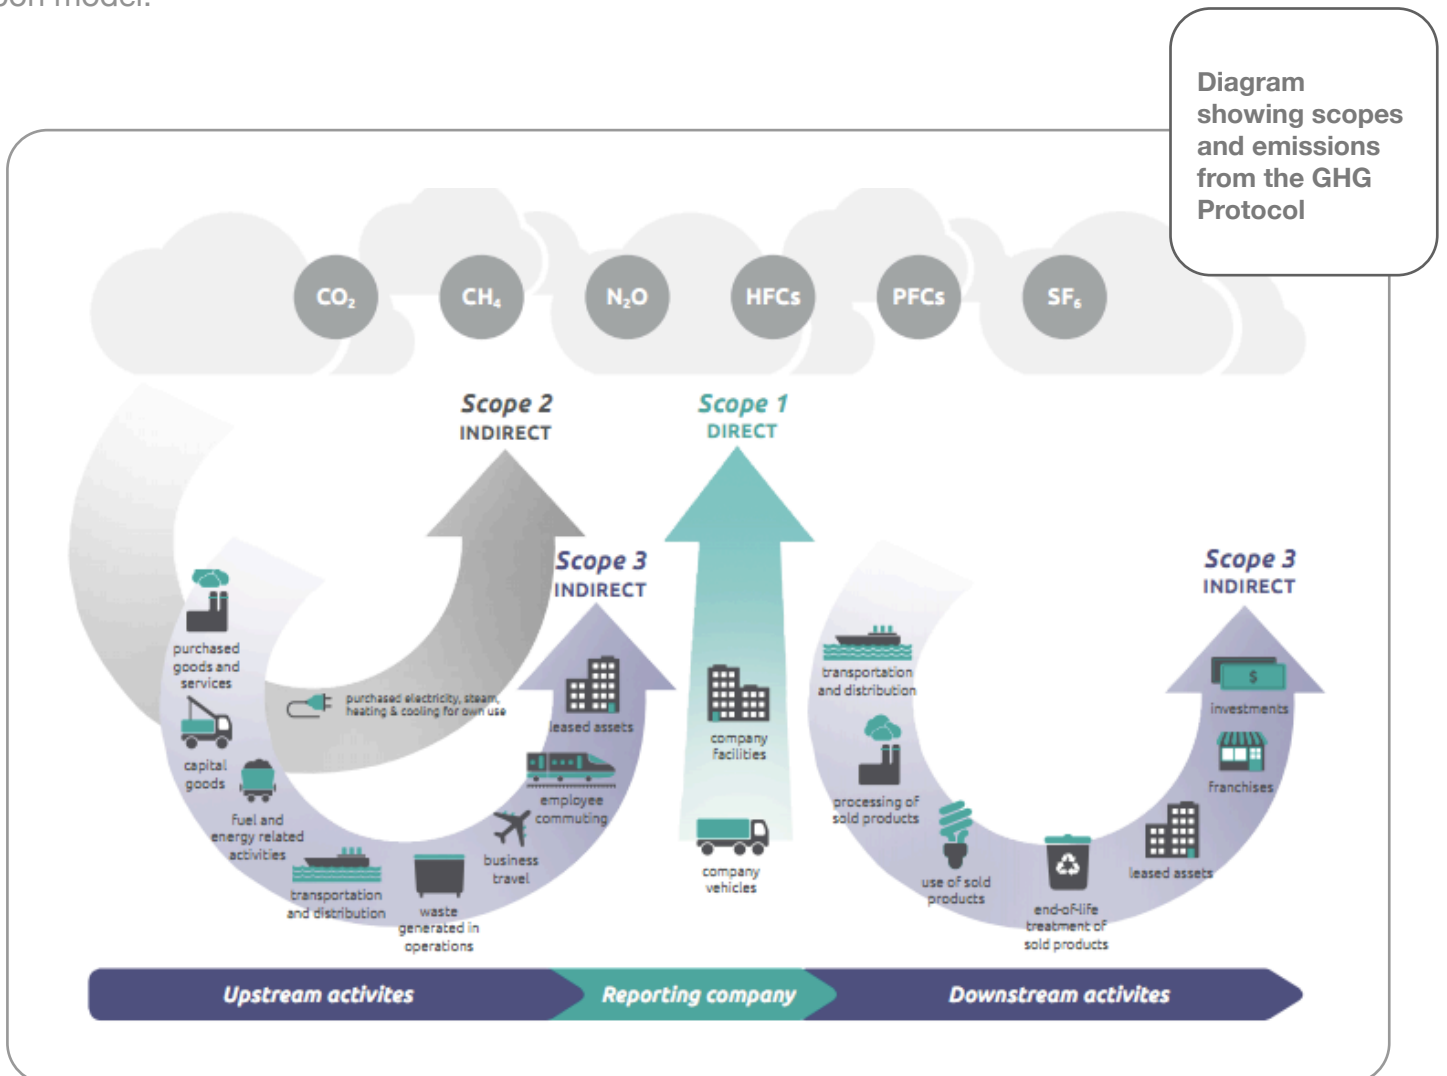 model.
Diagram
showing scopes
and emissions
from the GHG
Protocol
CO₂
CH₄
N₂O
HFCs
PFCs
SF₆
Scope 2
INDIRECT
Scope 1
DIRECT
Scope 3
INDIRECT
Scope 3
INDIRECT
purchased
goods and
services
capital
goods
fuel and
energy related
activities
transportation
and distribution
waste
generated in
operations
business
travel
employee
commuting
leased assets
purchased electricity, steam,
heating & cooling for own use
company
facilities
company
vehicles
transportation
and distribution
processing of
sold products
use of sold
products
end-of-life
treatment of
sold products
leased assets
franchises
investments
$
Upstream activites
Reporting company
Downstream activites